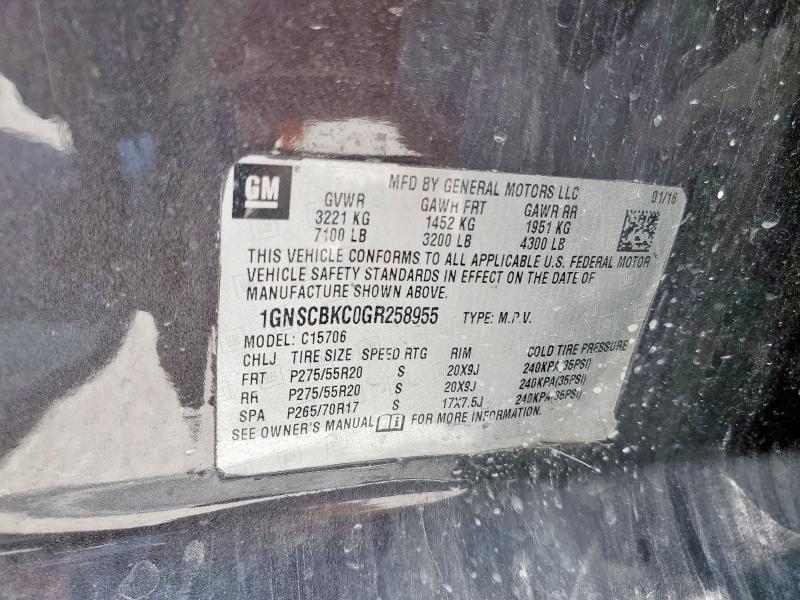 GM
MFD BY GENERAL MOTORS LLC 01/16
GVWR GAWR FRT GAWR RR
3221 KG 1452 KG 1951 KG
7100 LB 3200 LB 4300 LB
THIS VEHICLE CONFORMS TO ALL APPLICABLE U.S. FEDERAL MOTOR
VEHICLE SAFETY STANDARDS IN EFFECT ON THE DATE OF
MANUFACTURE SHOWN ABOVE.
1GNSCBKC0GR258955 TYPE: M.P.V.
MODEL: C15706
CHLJ TIRE SIZE SPEED RTG RIM COLD TIRE PRESSURE
FRT P275/55R20 S 20X9J 240KPA(35PSI)
RR P275/55R20 S 20X9J 240KPA(35PSI)
SPA P265/70R17 S 17X7.5J 240KPA(35PSI)
SEE OWNER'S MANUAL FOR MORE INFORMATION.